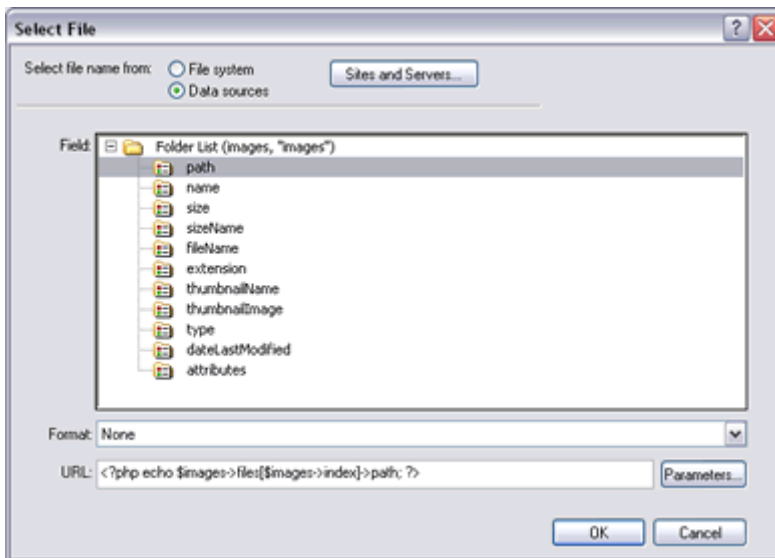 Select File
Select file name from: File system Sites and Servers...
Data sources
Field: Folder List (images, "images")
path
name
size
sizeName
fileName
extension
thumbnailName
thumbnailImage
type
dateLastModified
attributes
Format: None
URL: <?php echo $images->files[$images->index]->path; ?> Parameters...
OK Cancel